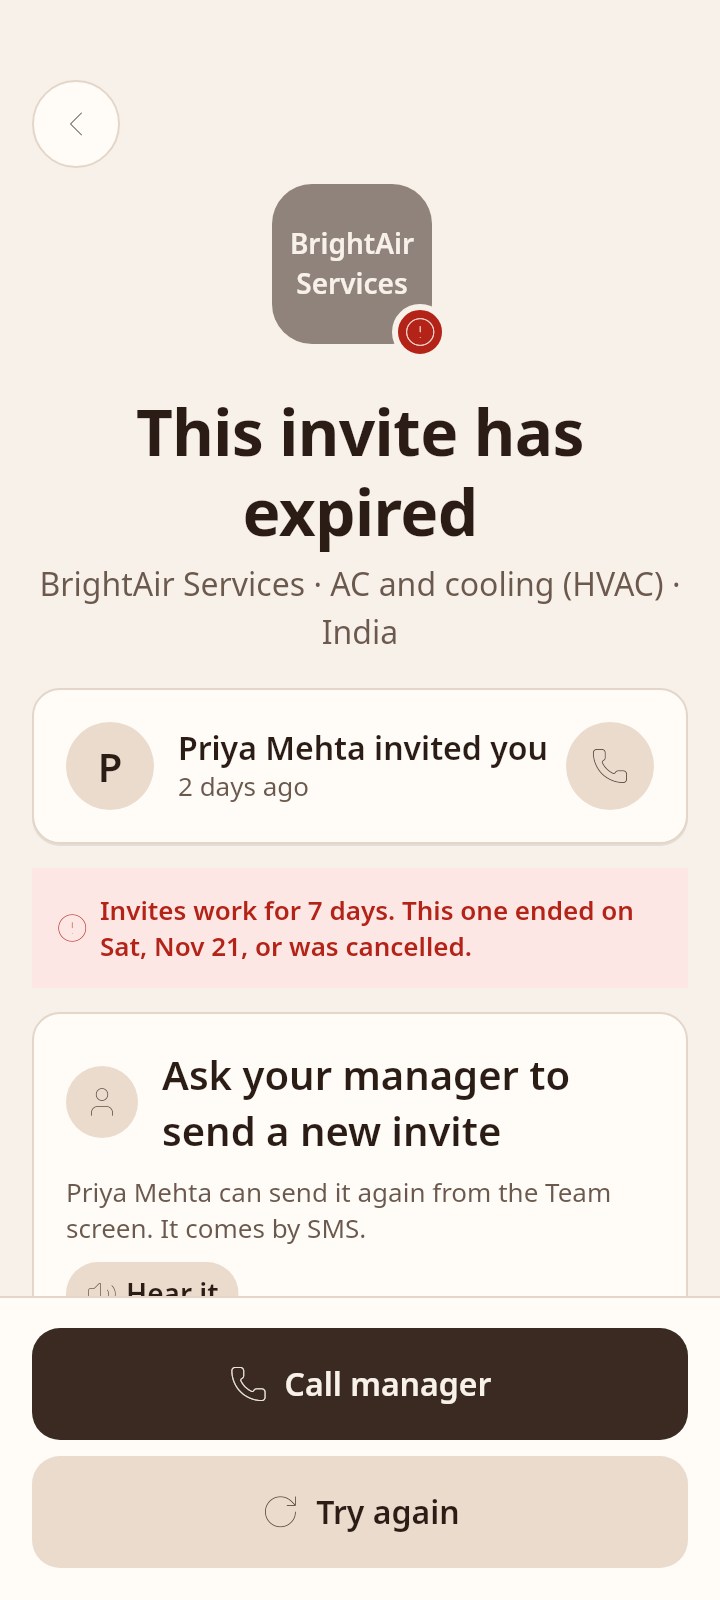 BrightAir
Services
This invite has
expired
BrightAir Services · AC and cooling (HVAC) ·
India
P
Priya Mehta invited you
2 days ago
Invites work for 7 days. This one ended on
Sat, Nov 21, or was cancelled.
Ask your manager to
send a new invite
Priya Mehta can send it again from the Team
screen. It comes by SMS.
Hear it
Call manager
Try again